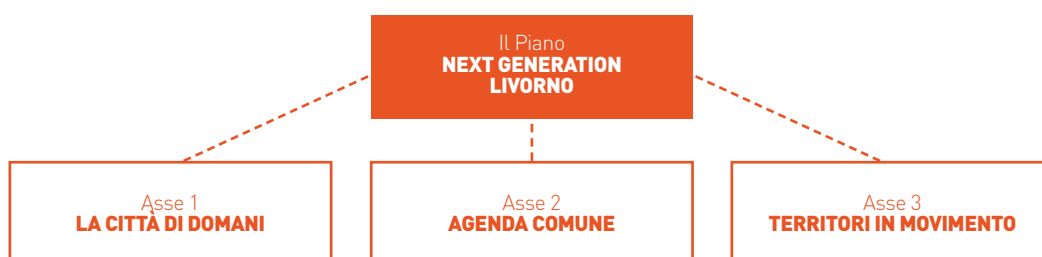 Il Piano
NEXT GENERATION
LIVORNO
Asse 1
LA CITTÀ DI DOMANI
Asse 2
AGENDA COMUNE
Asse 3
TERRITORI IN MOVIMENTO